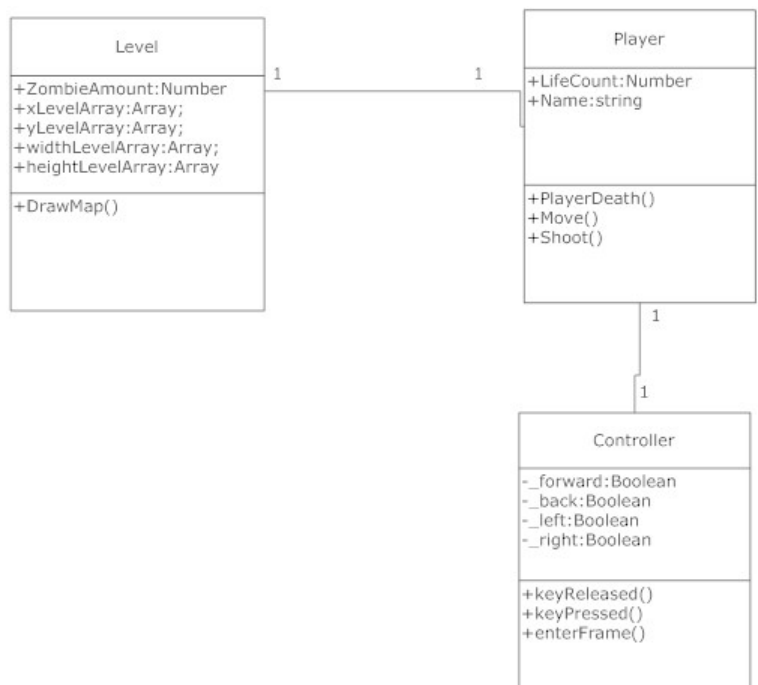 Level
+ZombieAmount:Number
+xLevelArray:Array;
+yLevelArray:Array;
+widthLevelArray:Array;
+heightLevelArray:Array
+DrawMap()
1
1
Player
+LifeCount:Number
+Name:string
+PlayerDeath()
+Move()
+Shoot()
1
1
Controller
-_forward:Boolean
-_back:Boolean
-_left:Boolean
-_right:Boolean
+keyReleased()
+keyPressed()
+enterFrame()